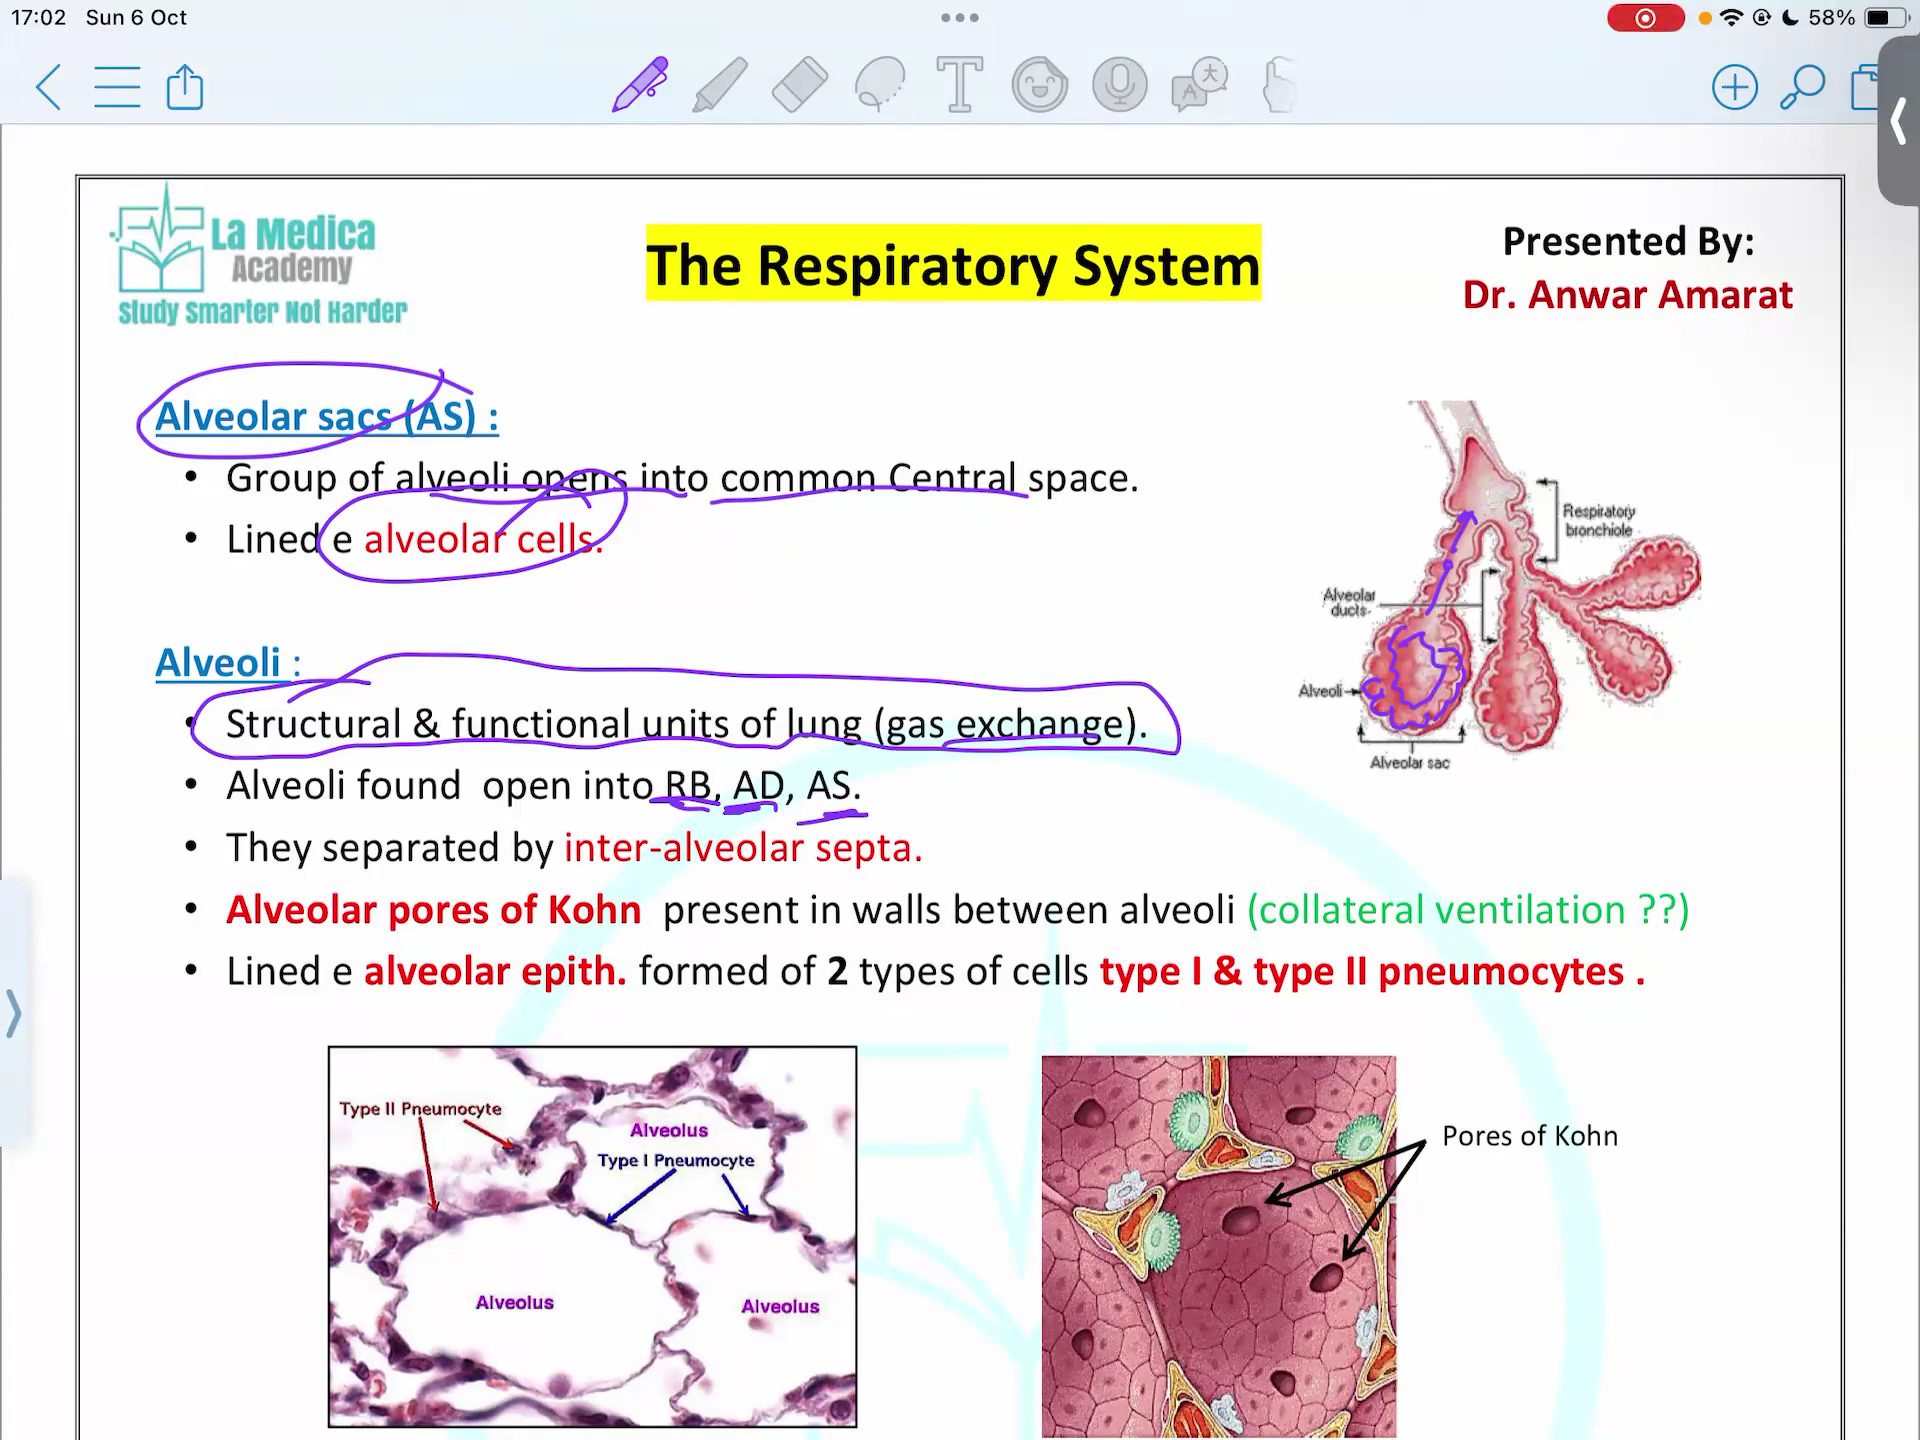 17:02 Sun 6 Oct
58%
La Medica
Academy
Study Smarter Not Harder
The Respiratory System
Presented By:
Dr. Anwar Amarat
Alveolar sacs (AS) :
• Group of alveoli opens into common Central space.
• Lined e alveolar cells.
Respiratory
bronchiole
Alveolar
ducts
Alveoli
Alveolar sac
Alveoli :
• Structural & functional units of lung (gas exchange).
• Alveoli found open into RB, AD, AS.
• They separated by inter-alveolar septa.
• Alveolar pores of Kohn present in walls between alveoli (collateral ventilation ??)
• Lined e alveolar epith. formed of 2 types of cells type I & type II pneumocytes .
Type II Pneumocyte
Alveolus
Type I Pneumocyte
Alveolus
Alveolus
Pores of Kohn